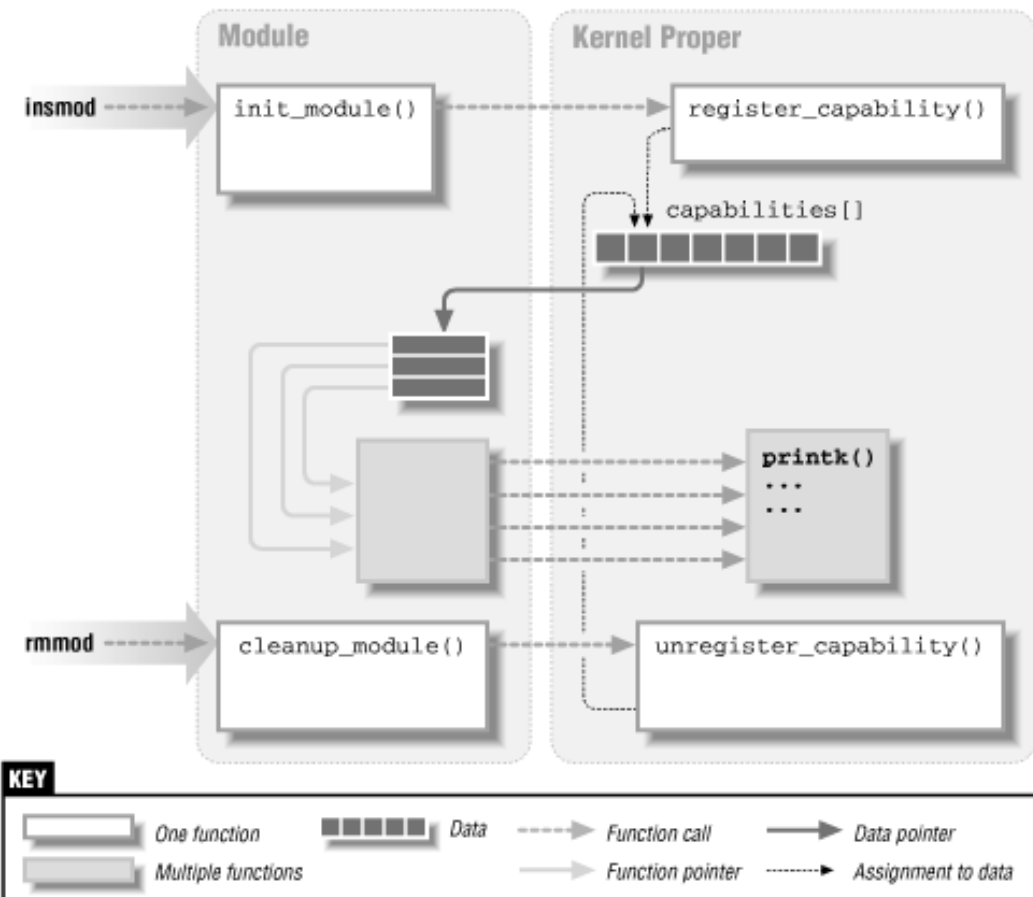 Module
Kernel Proper
insmod
init_module()
register_capability()
capabilities[]
printk()
...
...
rmmod
cleanup_module()
unregister_capability()
KEY
One function
Data
Function call
Data pointer
Multiple functions
Function pointer
Assignment to data